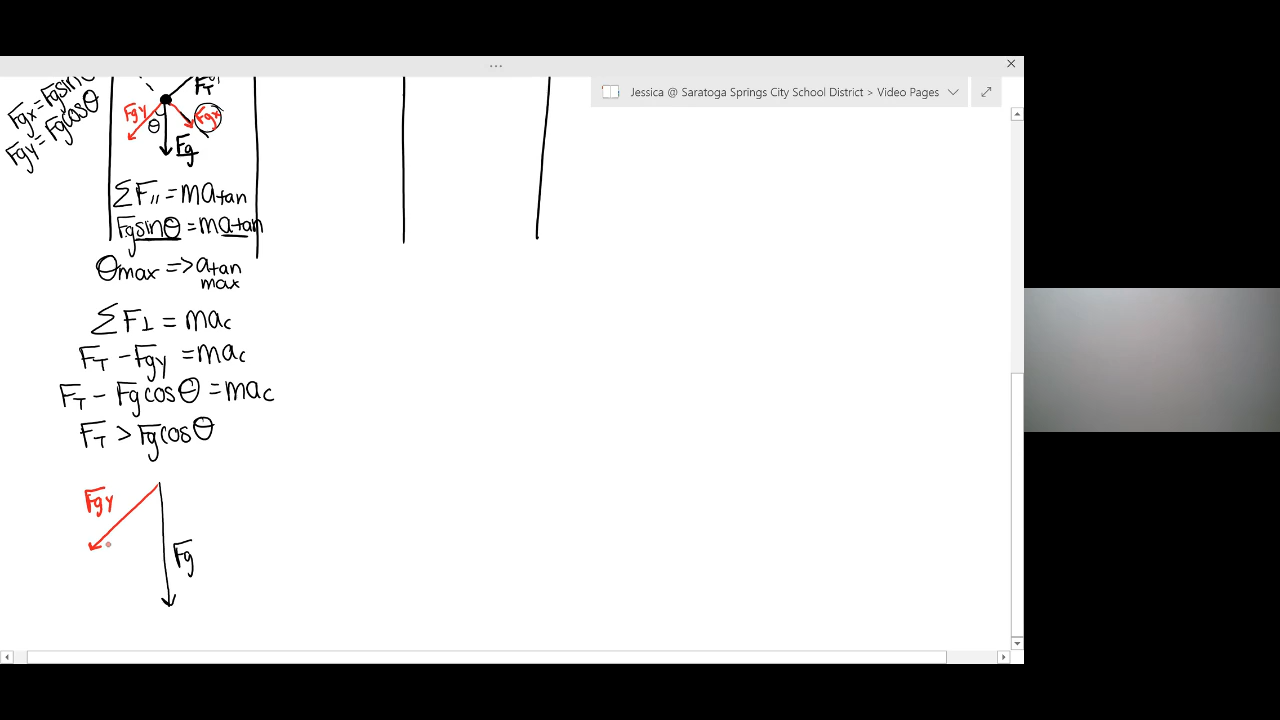 Jessica @ Saratoga Springs City School District > Video Pages
Fgx = Fgsinθ
Fgy = Fgcosθ
FT
Fgy
θ
Fgx
Fg
ΣF∥ = matan
Fgsinθ = matan
θmax => atan
max
ΣF⊥ = mac
FT - Fgy = mac
FT - Fgcosθ = mac
FT > Fgcosθ
Fgy
Fg